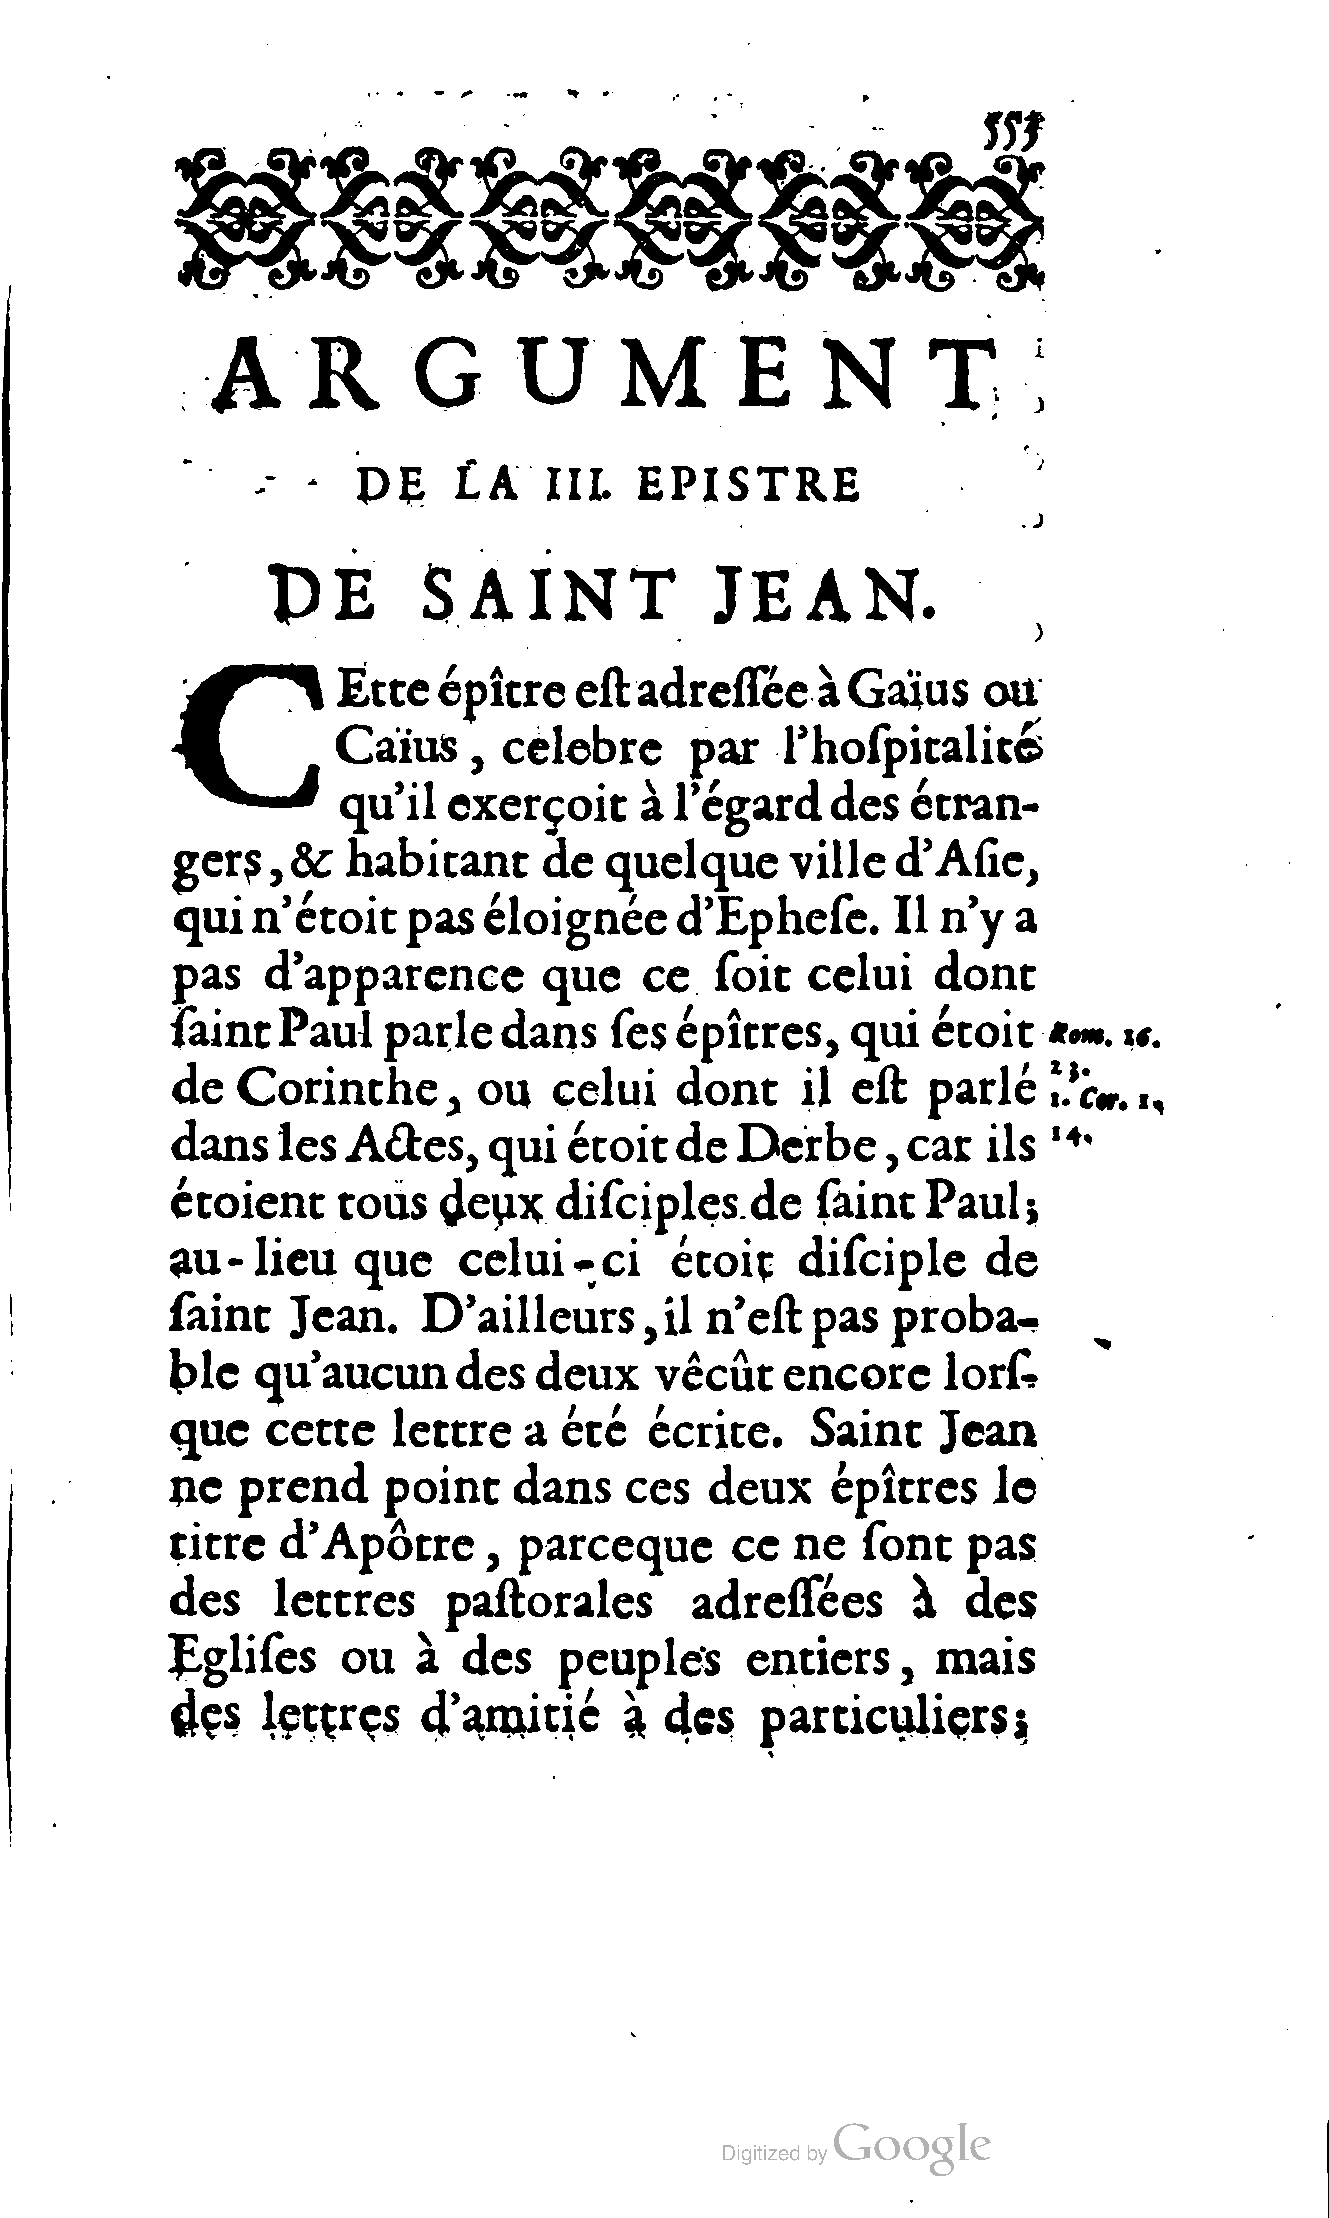 ARGUMENT
DE LA III. EPISTRE
DE SAINT JEAN.
CEtte épître eſt adreſſée à Gaïus ou
Caïus, celebre par l'hoſpitalité
qu'il exerçoit à l'égard des étran-
gers, & habitant de quelque ville d'Aſie,
qui n'étoit pas éloignée d'Epheſe. Il n'y a
pas d'apparence que ce ſoit celui dont
ſaint Paul parle dans ſes épîtres, qui étoit
Rom. 16.
23.
de Corinthe, ou celui dont il eſt parlé
1. Cor. 1,
14.
dans les Actes, qui étoit de Derbe, car ils
étoient tous deux diſciples de ſaint Paul;
au-lieu que celui-ci étoit diſciple de
ſaint Jean. D'ailleurs, il n'eſt pas proba-
ble qu'aucun des deux vêcût encore lorſ-
que cette lettre a été écrite. Saint Jean
ne prend point dans ces deux épîtres le
titre d'Apôtre, parceque ce ne ſont pas
des lettres paſtorales adreſſées à des
Egliſes ou à des peuples entiers, mais
des lettres d'amitié à des particuliers;
Digitized by Google